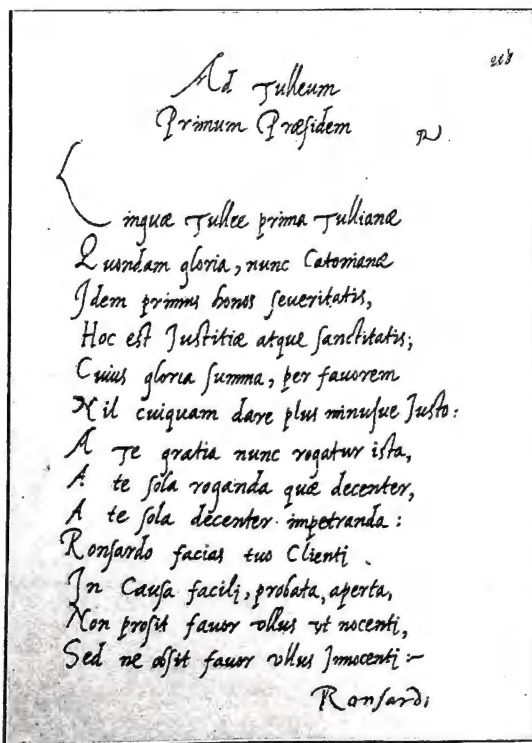 218
Ad Tulleum
Primum Præsidem
Linguæ Tullee prima Tullianæ
Quondam gloria, nunc Catonianæ
Idem primus honos seueritatis,
Hoc est Justitiæ atque sanctitatis;
Cuius gloria summa, per fauorem
Nil cuiquam dare plus minusue Justo:
A Te gratia nunc rogatur ista,
A te sola roganda quæ decenter,
A te sola decenter impetranda:
Ronsardo facias tuo Clienti.
In Causa facili, probata, aperta,
Non prosit fauor vllus vt nocenti,
Sed ne obsit fauor vllus Innocenti:~
Ronsardi